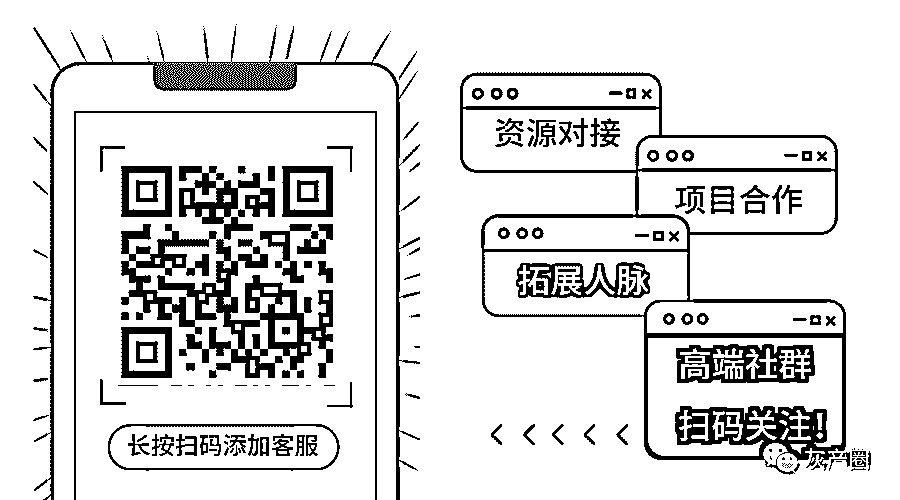 资源对接
项目合作
拓展人脉
高端社群
扫码关注!
长按扫码添加客服
灰产圈